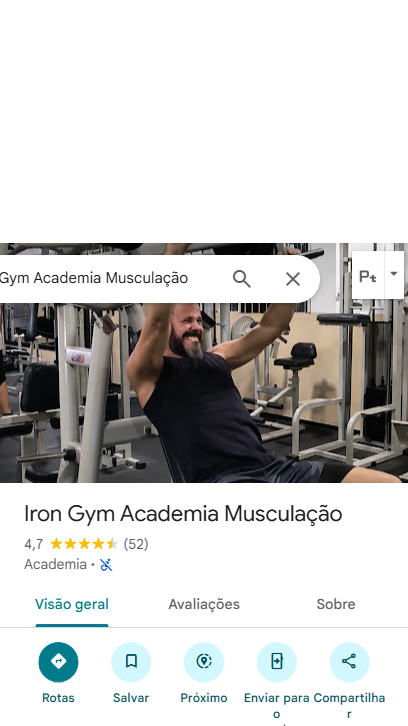 Gym Academia Musculação
Pt
Iron Gym Academia Musculação
4,7 (52)
Academia ·
Visão geral Avaliações Sobre
Rotas Salvar Próximo Enviar para o Compartilhar